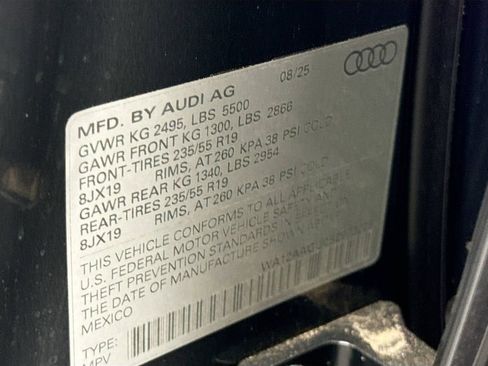 MFD. BY AUDI AG 08/25
GVWR KG 2495, LBS 5500
GAWR FRONT KG 1300, LBS 2866
FRONT-TIRES 235/55 R19
8JX19 RIMS, AT 260 KPA 38 PSI COLD
GAWR REAR KG 1340, LBS 2954
REAR-TIRES 235/55 R19
8JX19 RIMS, AT 260 KPA 38 PSI COLD
THIS VEHICLE CONFORMS TO ALL APPLICABLE
U.S. FEDERAL MOTOR VEHICLE SAFETY AND
THEFT PREVENTION STANDARDS IN EFFECT ON
THE DATE OF MANUFACTURE SHOWN ABOVE
MEXICO
TYPE:
MPV